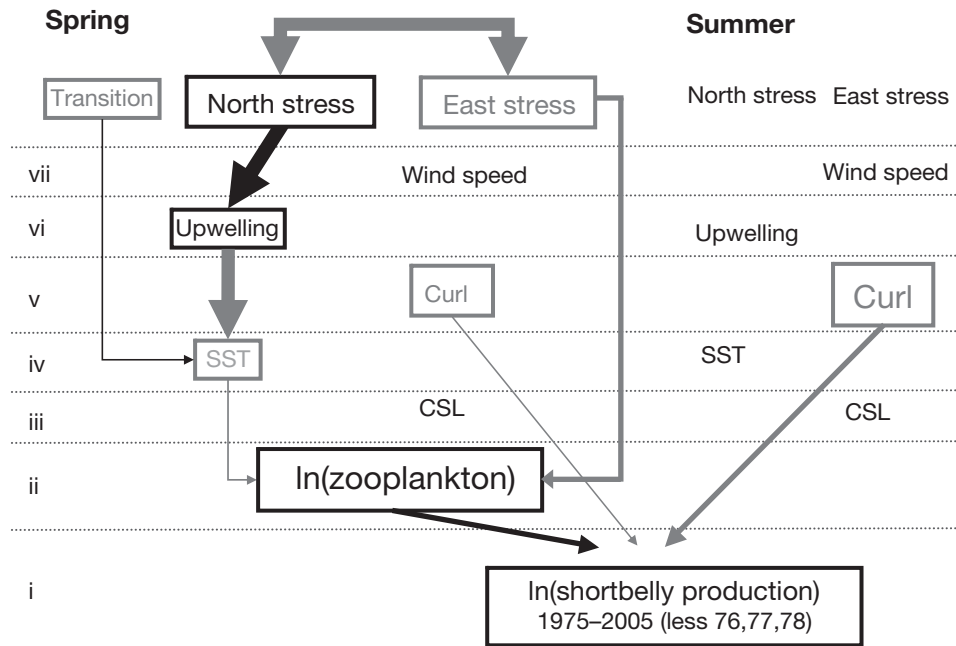 Spring
Summer
Transition
North stress
East stress
North stress
East stress
vii
Wind speed
Wind speed
vi
Upwelling
Upwelling
v
Curl
Curl
iv
SST
SST
iii
CSL
CSL
ii
ln(zooplankton)
i
ln(shortbelly production)
1975–2005 (less 76,77,78)